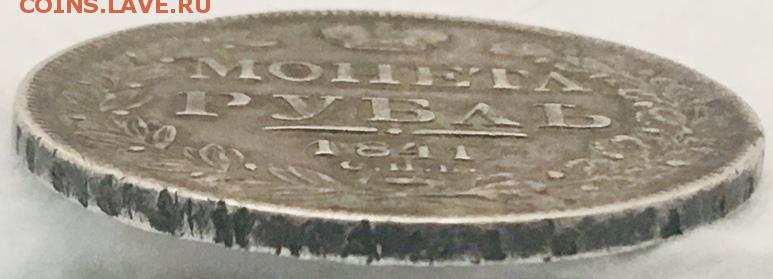 COINS.LAVE.RU
МОНЕТА
РУБЛЬ
1841
С.П.Б.